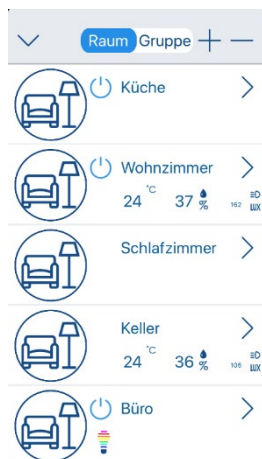 Raum Gruppe
Küche
Wohnzimmer
24 °C 37 % 162 LUX
Schlafzimmer
Keller
24 °C 36 % 105 LUX
Büro